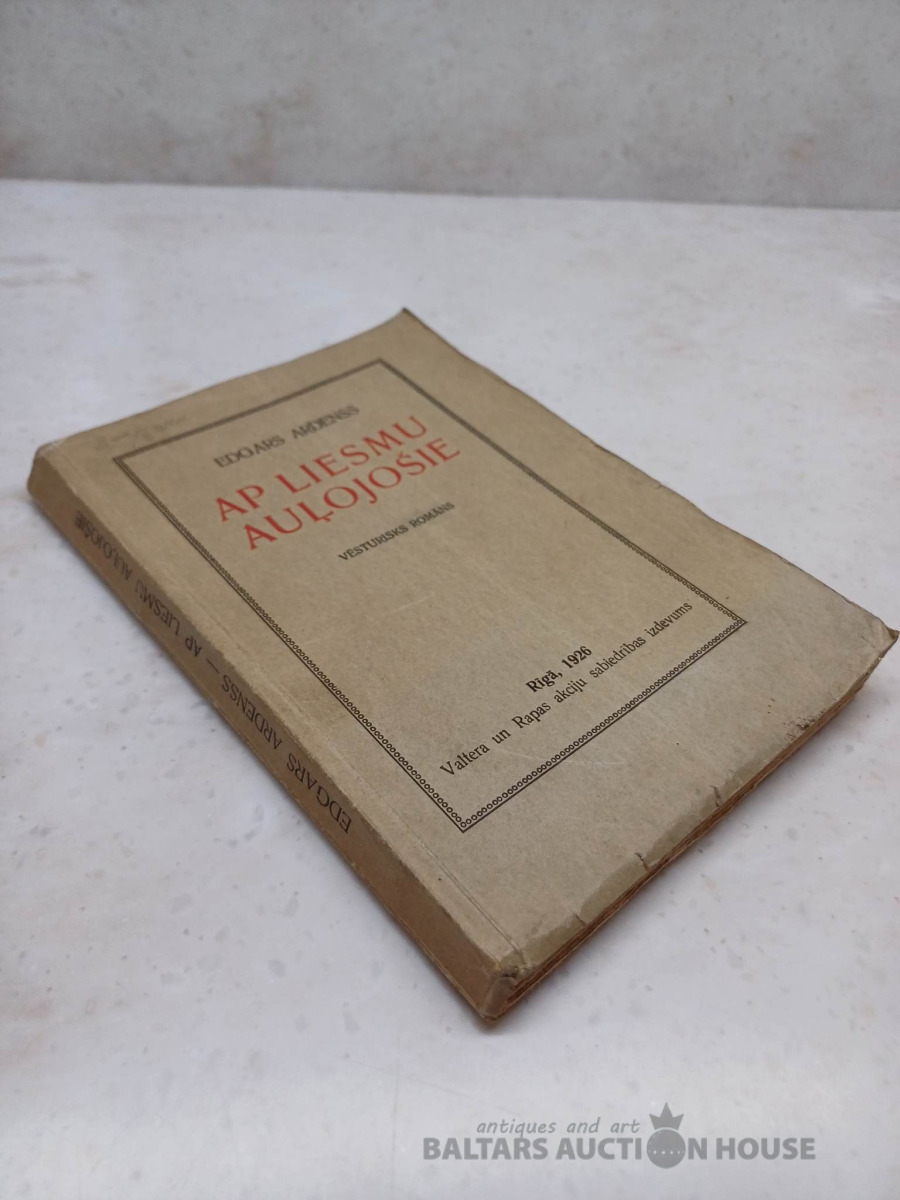 EDGARS ARDENSS
AP LIESMU
AUĻOJOŠIE
VĒSTURISKS ROMĀNS
Rīgā, 1926
Valtera un Rapas akciju sabiedrības izdevums
EDGARS ARDENSS — AP LIESMU AUĻOJOŠIE
antiques and art
BALTARS AUCTION HOUSE